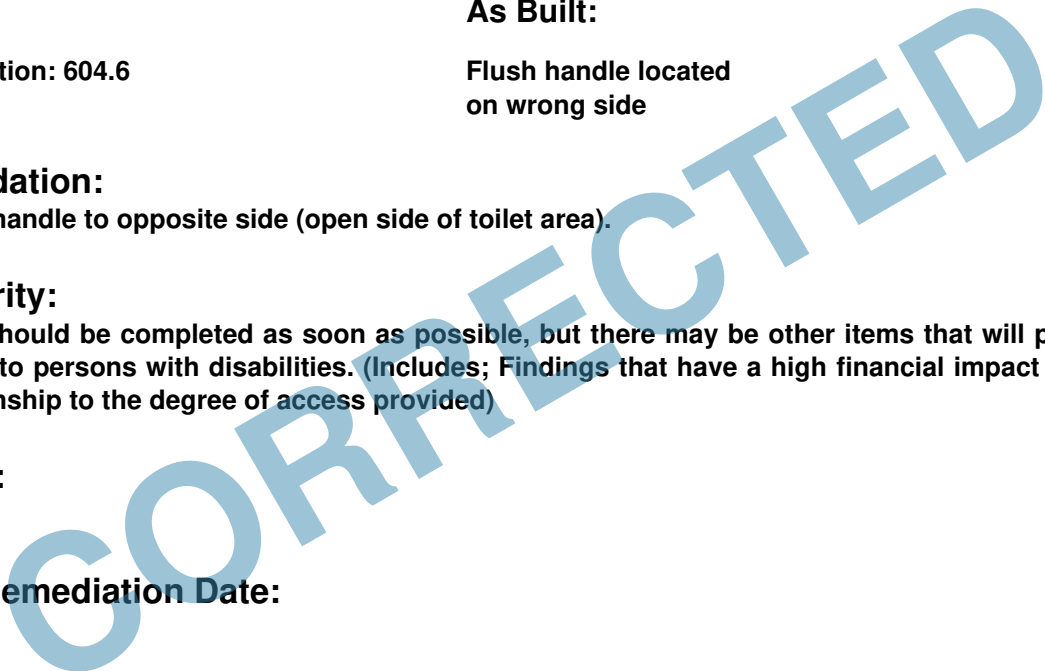 As Built:
tion: 604.6
Flush handle located
on wrong side
dation:
handle to opposite side (open side of toilet area).
rity:
hould be completed as soon as possible, but there may be other items that will p
to persons with disabilities. (Includes; Findings that have a high financial impact
nship to the degree of access provided)
:
emediation Date:
CORRECTED